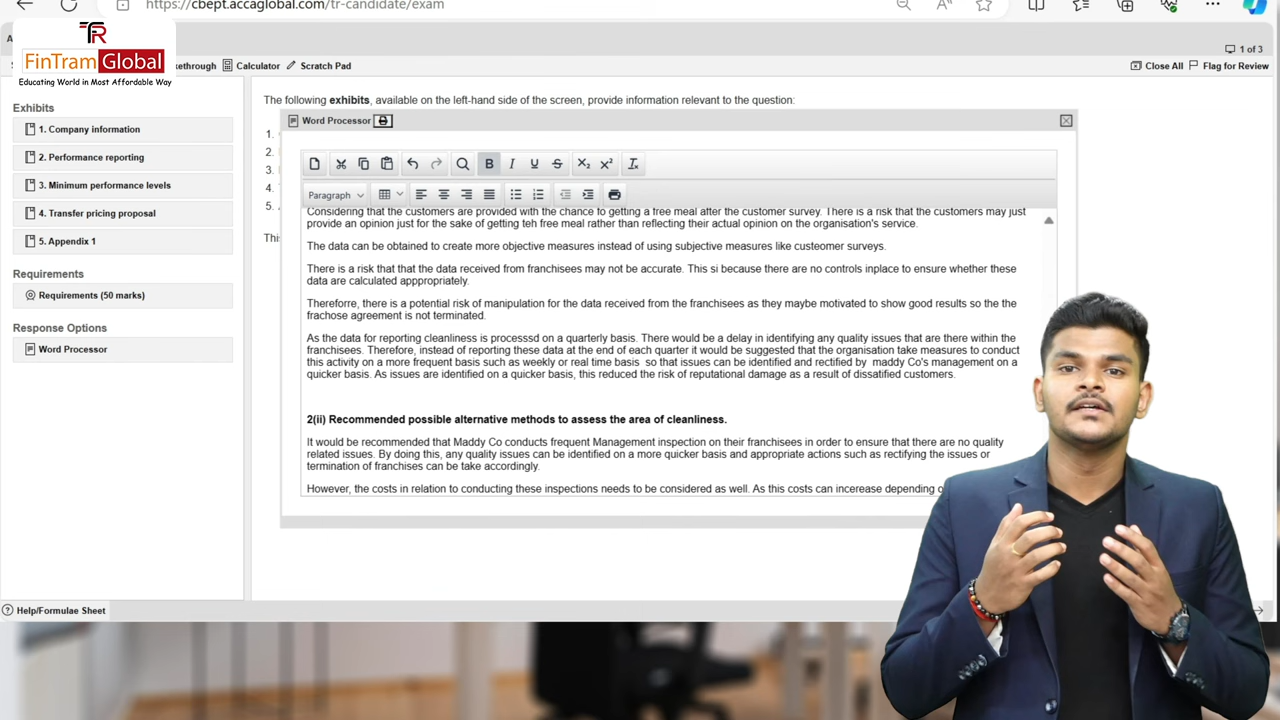 https://cbept.accaglobal.com/tr-candidate/exam
FinTram Global
Educating World in Most Affordable Way
1 of 3
kethrough Calculator Scratch Pad
Close All Flag for Review
Exhibits
1. Company information
2. Performance reporting
3. Minimum performance levels
4. Transfer pricing proposal
5. Appendix 1
Requirements
Requirements (50 marks)
Response Options
Word Processor
Help/Formulae Sheet
The following exhibits, available on the left-hand side of the screen, provide information relevant to the question:
1.
2.
3.
4.
5.
Word Processor
Paragraph
Considering that the customers are provided with the chance fo getting a free meal after the customer survey. There is a risk that the customers may just
provide an opinion just for the sake of getting teh free meal rather than reflecting their actual opinion on the organisation's service.
The data can be obtained to create more objective measures instead of using subjective measures like custeomer surveys.
There is a risk that that the data received from franchisees may not be accurate. This si because there are no controls inplace to ensure whether these
data are calculated apppropriately.
Thereforre, there is a potential risk of manipulation for the data received from the franchisees as they maybe motivated to show good results so the the
frachose agreement is not terminated.
As the data for reporting cleanliness is processsd on a quarterly basis. There would be a delay in identifying any quality issues that are there within the
franchisees. Therefore, instead of reporting these data at the end of each quarter it would be suggested that the organisation take measures to conduct
this activity on a more frequent basis such as weekly or real time basis. so that issues can be identified and rectified by maddy Co's management on a
quicker basis. As issues are identified on a quicker basis, this reduced the risk of reputational damage as a result of dissatified customers.
2(ii) Recommended possible alternative methods to assess the area of cleanliness.
It would be recommended that Maddy Co conducts frequent Management inspection on their franchisees in order to ensure that there are no quality
related issues. By doing this, any quality issues can be identified on a more quicker basis and appropriate actions such as rectifying the issues or
termination of franchises can be take accordingly.
However, the costs in relation to conducting these inspections needs to be considered as well. As this costs can incerease depending